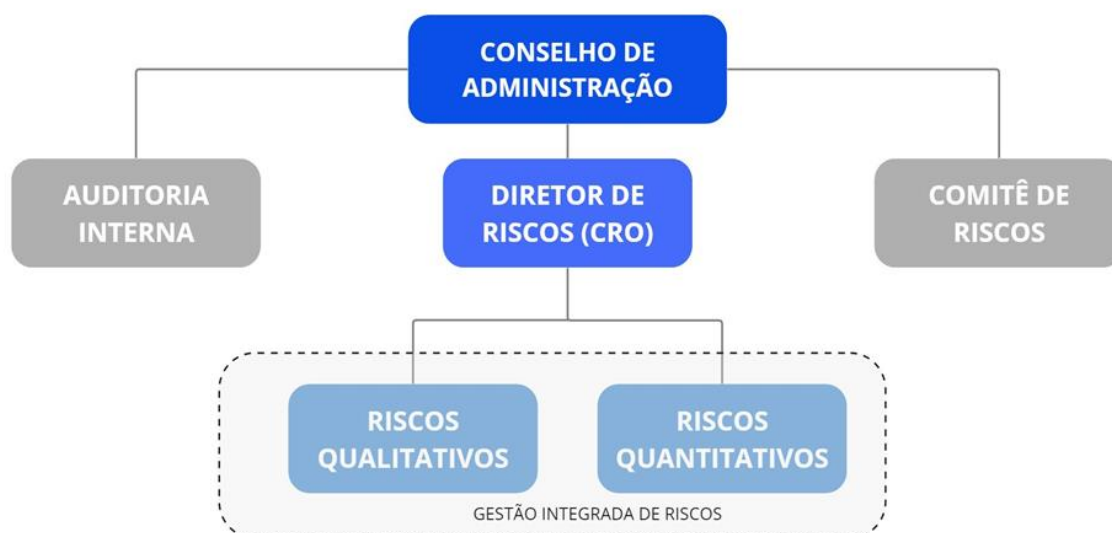 CONSELHO DE
ADMINISTRAÇÃO
AUDITORIA
INTERNA
DIRETOR DE
RISCOS (CRO)
COMITÊ DE
RISCOS
RISCOS
QUALITATIVOS
RISCOS
QUANTITATIVOS
GESTÃO INTEGRADA DE RISCOS